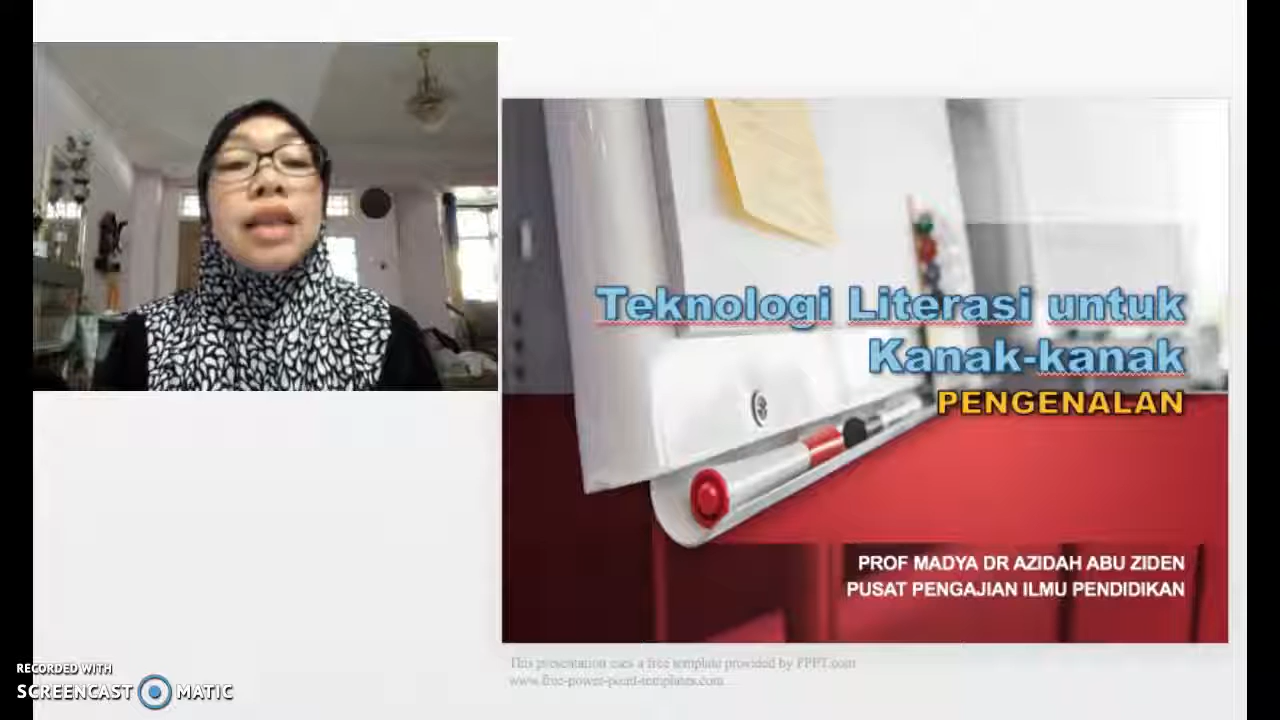 Teknologi Literasi untuk
Kanak-kanak
PENGENALAN
PROF MADYA DR AZIDAH ABU ZIDEN
PUSAT PENGAJIAN ILMU PENDIDIKAN
This presentation uses a free template provided by FPPT.com
www.free-power-point-templates.com
RECORDED WITH
SCREENCAST MATIC